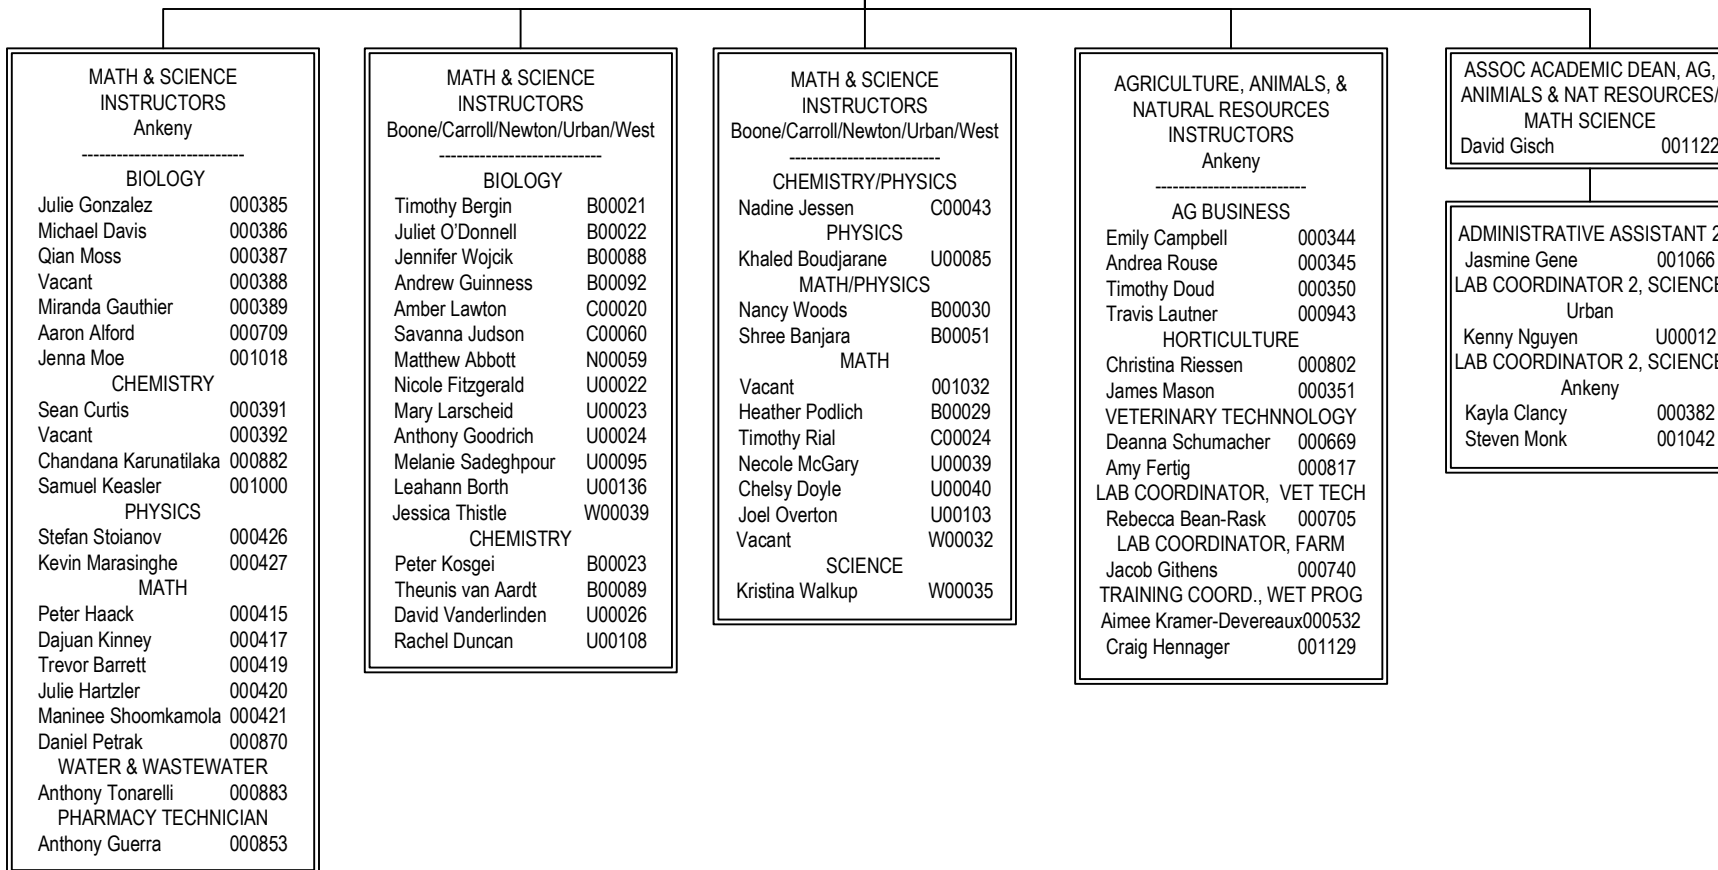 MATH & SCIENCE
INSTRUCTORS
Ankeny
----------------------------
BIOLOGY
Julie Gonzalez 000385
Michael Davis 000386
Qian Moss 000387
Vacant 000388
Miranda Gauthier 000389
Aaron Alford 000709
Jenna Moe 001018
CHEMISTRY
Sean Curtis 000391
Vacant 000392
Chandana Karunatilaka 000882
Samuel Keasler 001000
PHYSICS
Stefan Stoianov 000426
Kevin Marasinghe 000427
MATH
Peter Haack 000415
Dajuan Kinney 000417
Trevor Barrett 000419
Julie Hartzler 000420
Maninee Shoomkamola 000421
Daniel Petrak 000870
WATER & WASTEWATER
Anthony Tonarelli 000883
PHARMACY TECHNICIAN
Anthony Guerra 000853
MATH & SCIENCE
INSTRUCTORS
Boone/Carroll/Newton/Urban/West
----------------------------
BIOLOGY
Timothy Bergin B00021
Juliet O’Donnell B00022
Jennifer Wojcik B00088
Andrew Guinness B00092
Amber Lawton C00020
Savanna Judson C00060
Matthew Abbott N00059
Nicole Fitzgerald U00022
Mary Larscheid U00023
Anthony Goodrich U00024
Melanie Sadeghpour U00095
Leahann Borth U00136
Jessica Thistle W00039
CHEMISTRY
Peter Kosgei B00023
Theunis van Aardt B00089
David Vanderlinden U00026
Rachel Duncan U00108
MATH & SCIENCE
INSTRUCTORS
Boone/Carroll/Newton/Urban/West
--------------------------
CHEMISTRY/PHYSICS
Nadine Jessen C00043
PHYSICS
Khaled Boudjarane U00085
MATH/PHYSICS
Nancy Woods B00030
Shree Banjara B00051
MATH
Vacant 001032
Heather Podlich B00029
Timothy Rial C00024
Necole McGary U00039
Chelsy Doyle U00040
Joel Overton U00103
Vacant W00032
SCIENCE
Kristina Walkup W00035
AGRICULTURE, ANIMALS, &
NATURAL RESOURCES
INSTRUCTORS
Ankeny
--------------------------
AG BUSINESS
Emily Campbell 000344
Andrea Rouse 000345
Timothy Doud 000350
Travis Lautner 000943
HORTICULTURE
Christina Riessen 000802
James Mason 000351
VETERINARY TECHNNOLOGY
Deanna Schumacher 000669
Amy Fertig 000817
LAB COORDINATOR, VET TECH
Rebecca Bean-Rask 000705
LAB COORDINATOR, FARM
Jacob Githens 000740
TRAINING COORD., WET PROG
Aimee Kramer-Devereaux000532
Craig Hennager 001129
ASSOC ACADEMIC DEAN, AG,
ANIMIALS & NAT RESOURCES/
MATH SCIENCE
David Gisch 001122
ADMINISTRATIVE ASSISTANT 2
Jasmine Gene 001066
LAB COORDINATOR 2, SCIENCE
Urban
Kenny Nguyen U00012
LAB COORDINATOR 2, SCIENCE
Ankeny
Kayla Clancy 000382
Steven Monk 001042